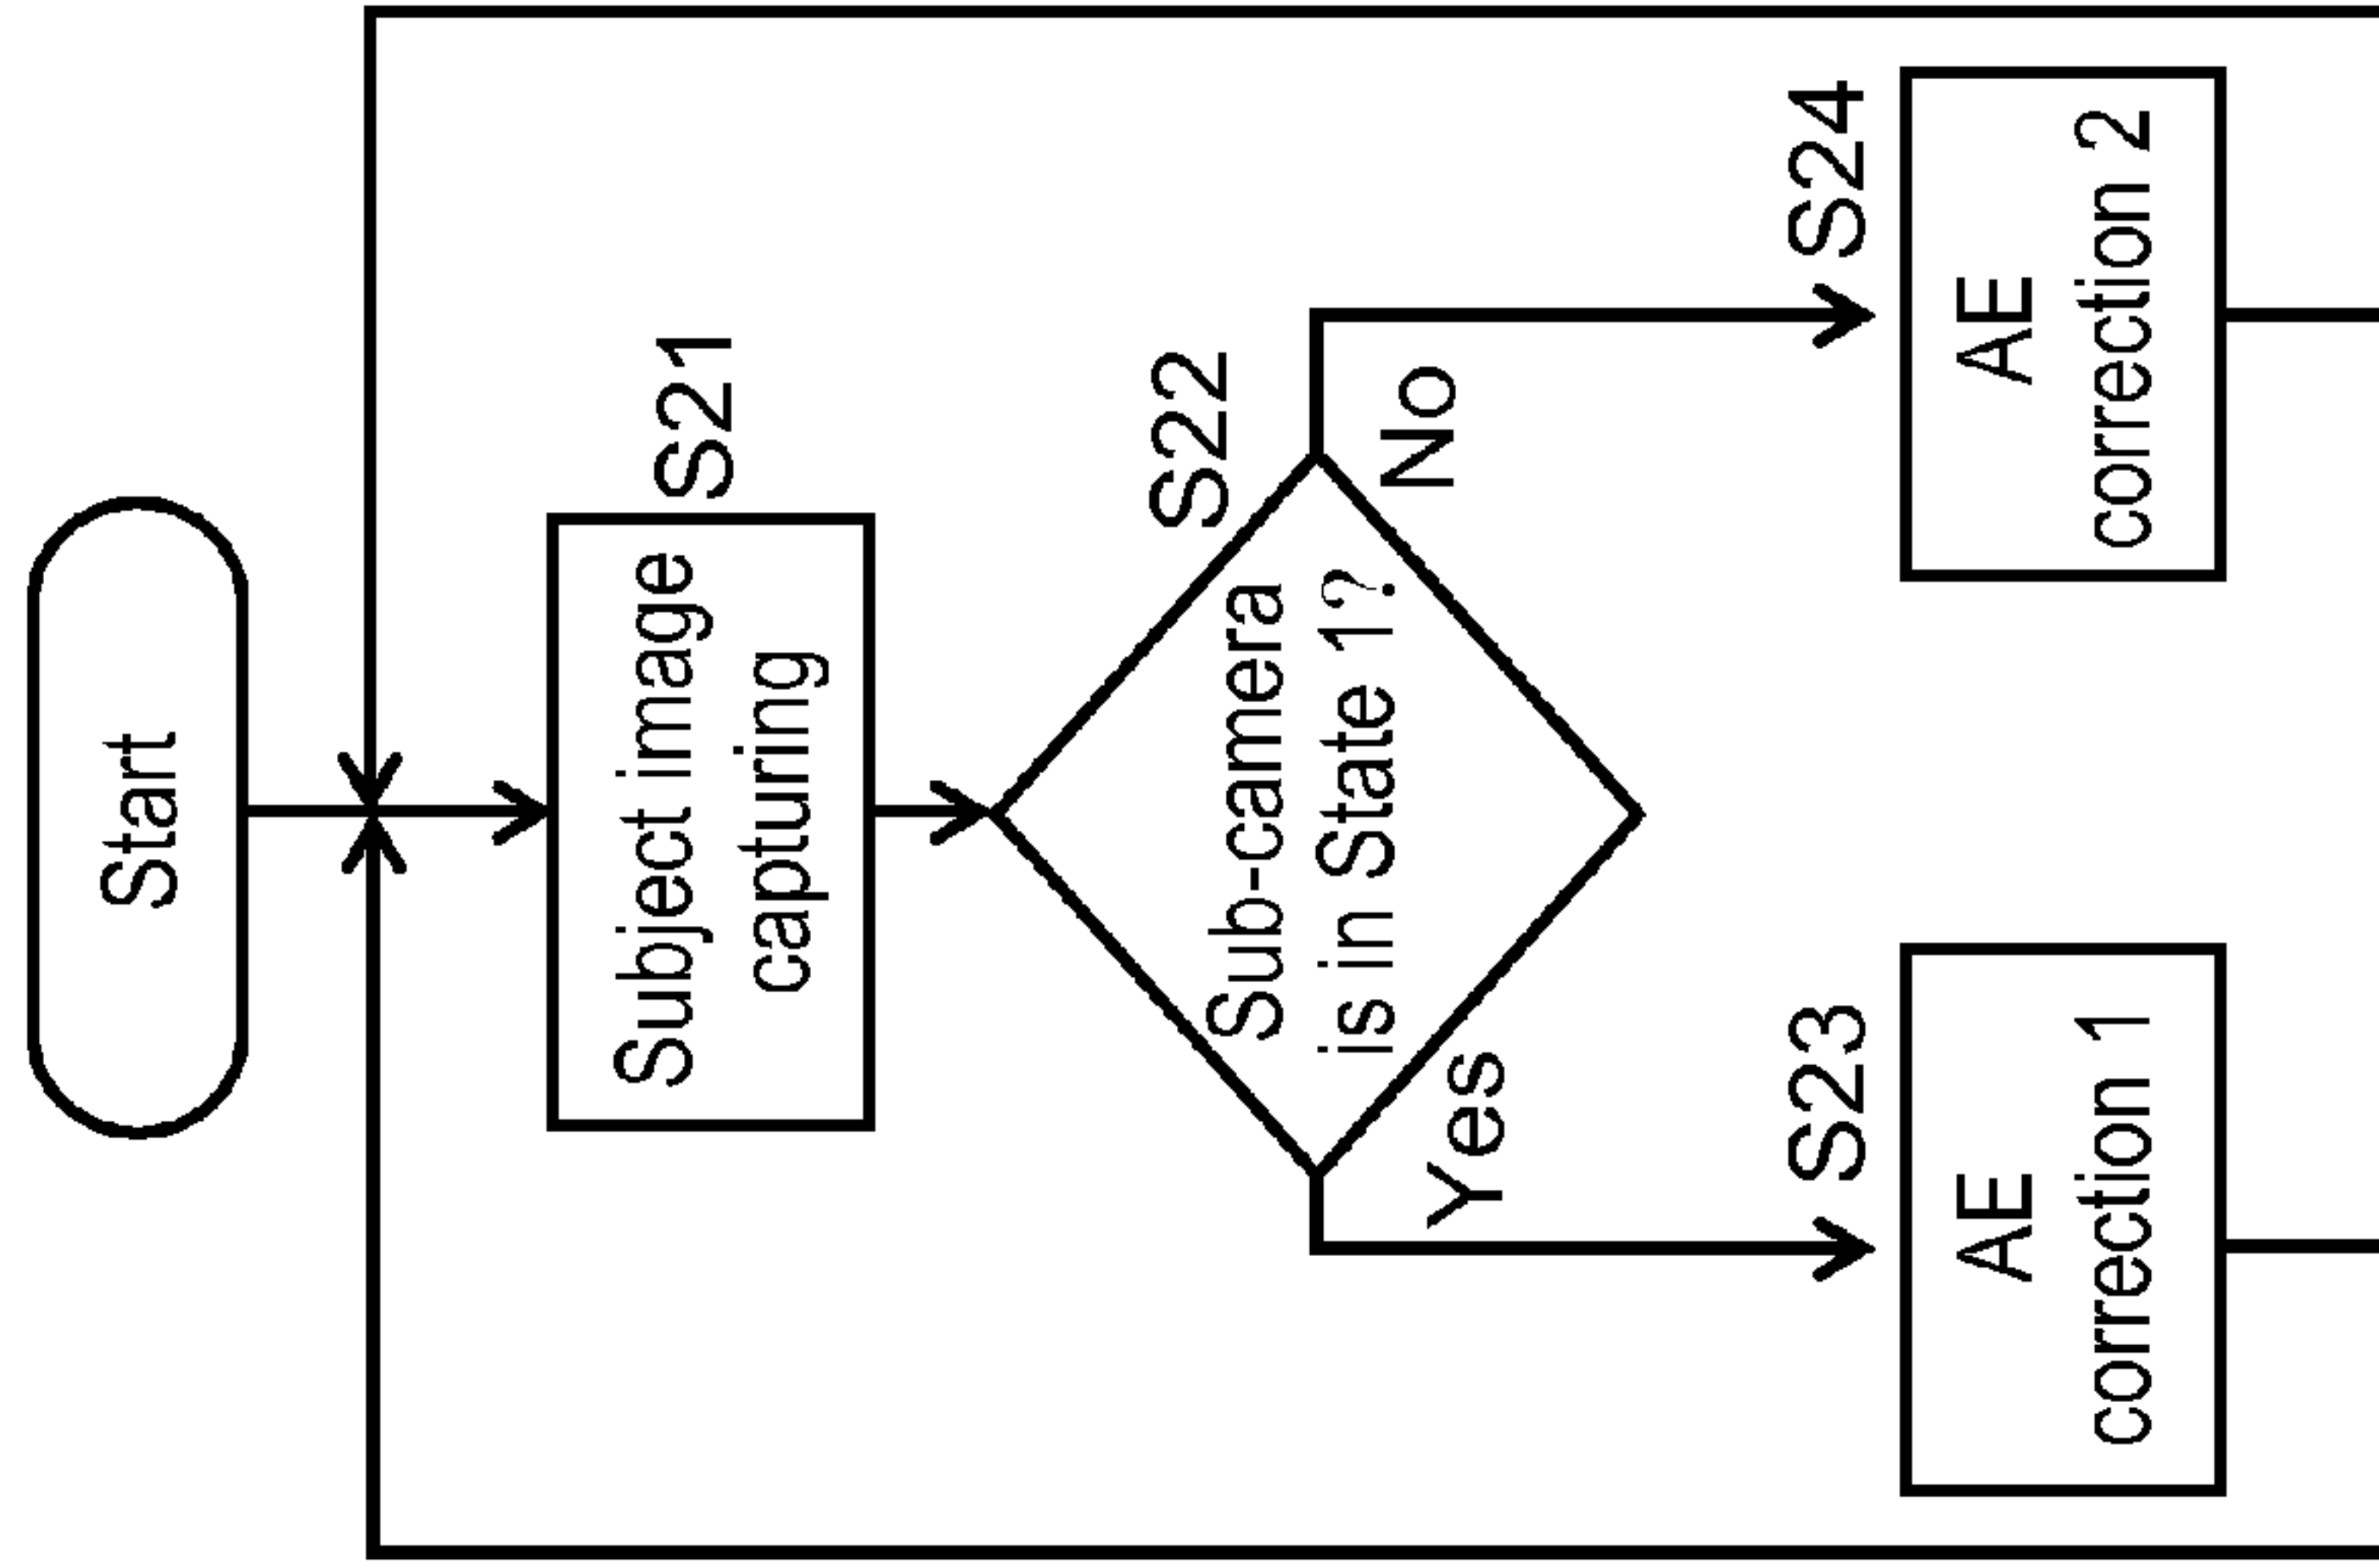 Start
Subject image
capturing
S21
Sub-camera
is in State 1?
S22
Yes
No
S23
AE
correction 1
S24
AE
correction 2